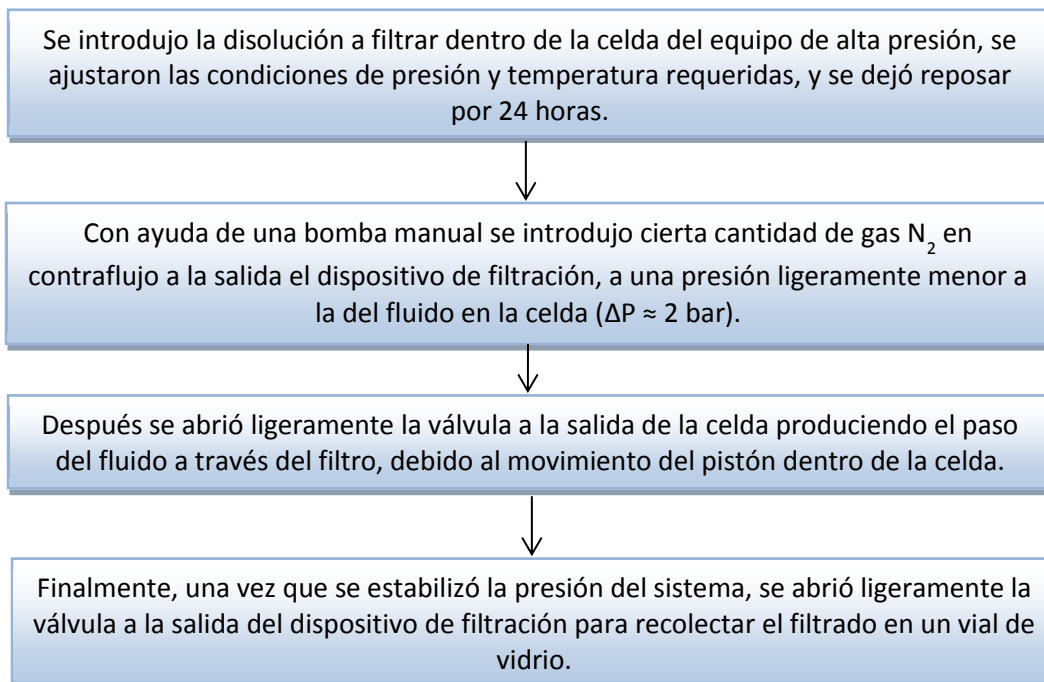 Se introdujo la disolución a filtrar dentro de la celda del equipo de alta presión, se
ajustaron las condiciones de presión y temperatura requeridas, y se dejó reposar
por 24 horas.
Con ayuda de una bomba manual se introdujo cierta cantidad de gas N₂ en
contraflujo a la salida el dispositivo de filtración, a una presión ligeramente menor a
la del fluido en la celda (ΔP ≈ 2 bar).
Después se abrió ligeramente la válvula a la salida de la celda produciendo el paso
del fluido a través del filtro, debido al movimiento del pistón dentro de la celda.
Finalmente, una vez que se estabilizó la presión del sistema, se abrió ligeramente la
válvula a la salida del dispositivo de filtración para recolectar el filtrado en un vial de
vidrio.